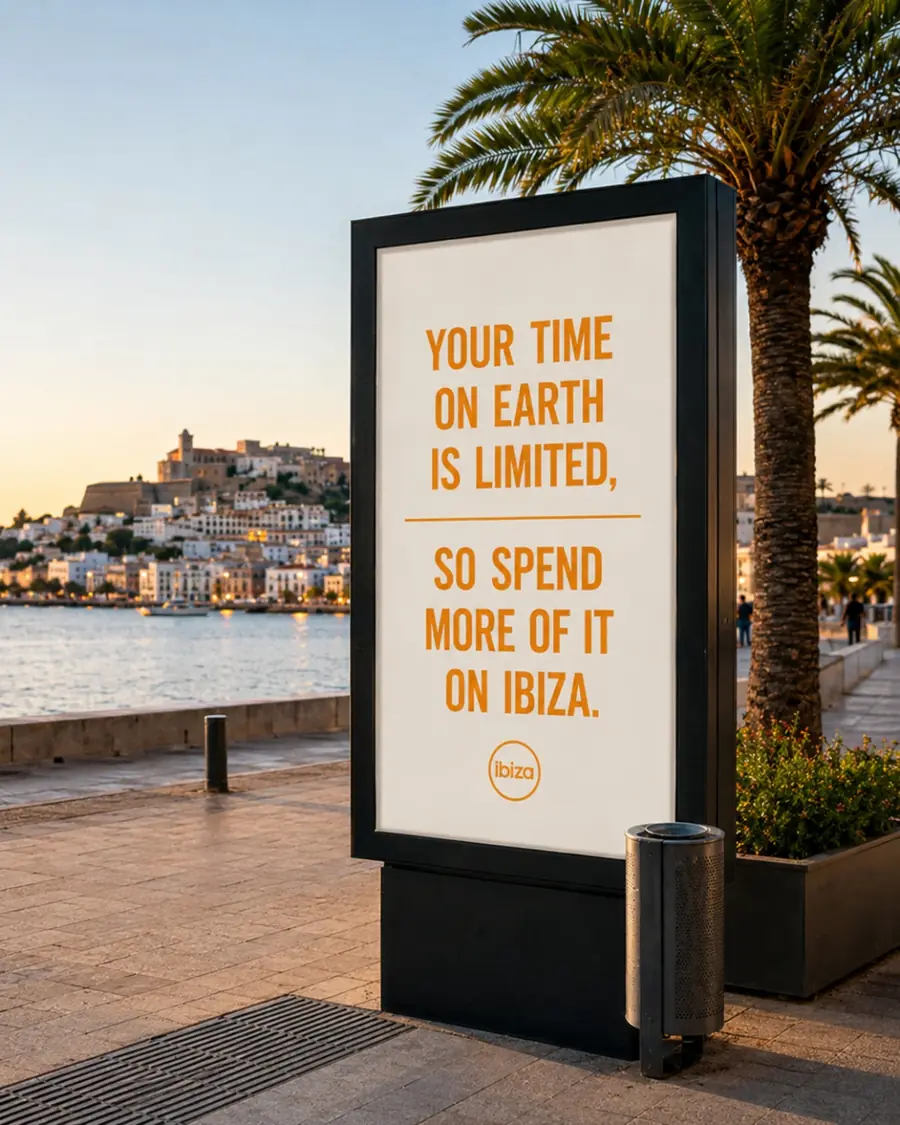 YOUR TIME
ON EARTH
IS LIMITED,
SO SPEND
MORE OF IT
ON IBIZA.
ibiza